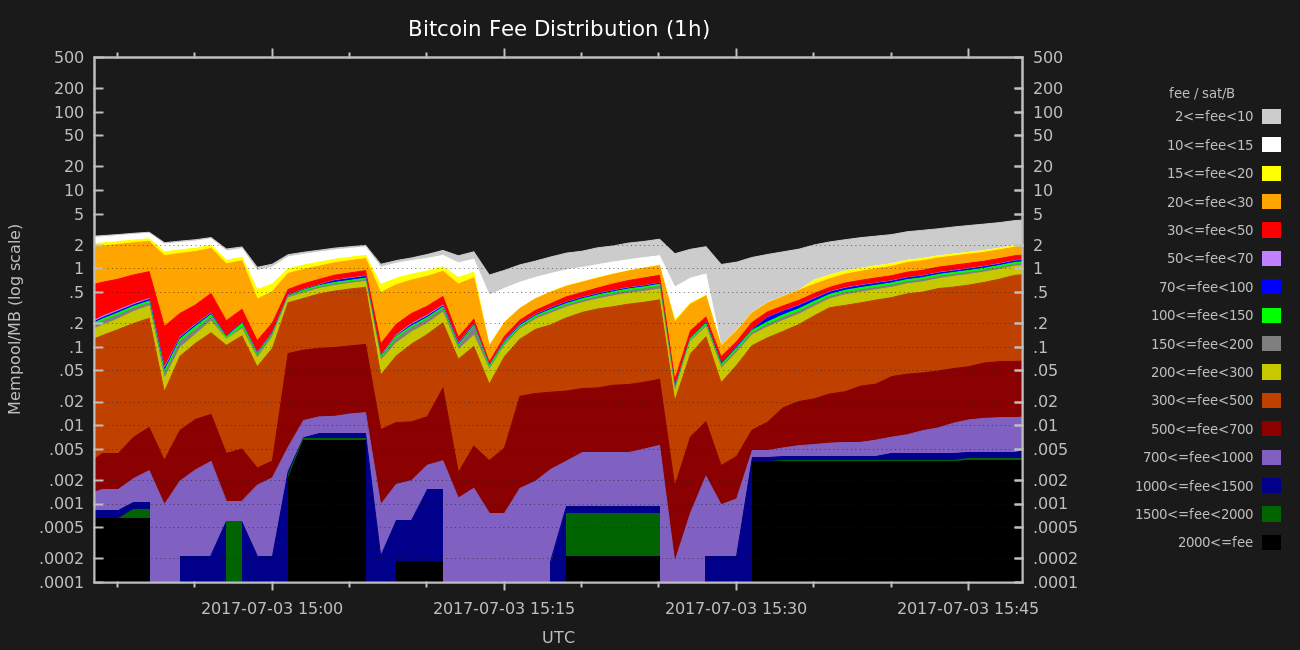 Bitcoin Fee Distribution (1h)
Mempool/MB (log scale)
500
200
100
50
20
10
5
2
1
.5
.2
.1
.05
.02
.01
.005
.002
.001
.0005
.0002
.0001
500
200
100
50
20
10
5
2
1
.5
.2
.1
.05
.02
.01
.005
.002
.001
.0005
.0002
.0001
2017-07-03 15:00
2017-07-03 15:15
2017-07-03 15:30
2017-07-03 15:45
UTC
fee / sat/B
2<=fee<10
10<=fee<15
15<=fee<20
20<=fee<30
30<=fee<50
50<=fee<70
70<=fee<100
100<=fee<150
150<=fee<200
200<=fee<300
300<=fee<500
500<=fee<700
700<=fee<1000
1000<=fee<1500
1500<=fee<2000
2000<=fee